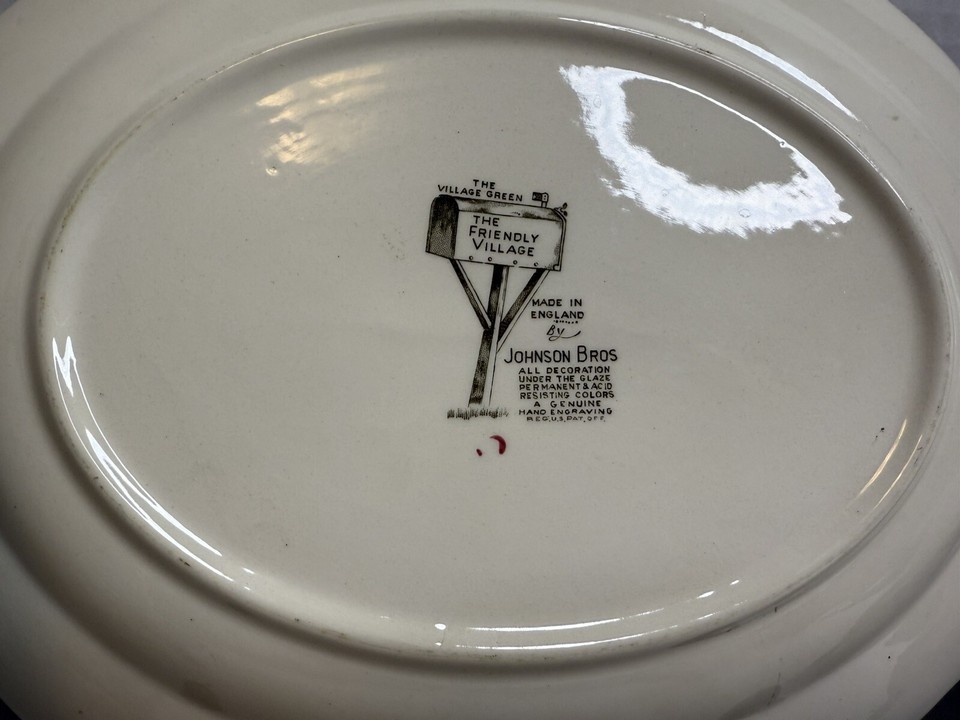 THE
VILLAGE GREEN
THE
FRIENDLY
VILLAGE
MADE IN
ENGLAND
By
JOHNSON BROS
ALL DECORATION
UNDER THE GLAZE
PERMANENT & ACID
RESISTING COLORS
A GENUINE
HAND ENGRAVING
REG.U.S.PAT.OFF.